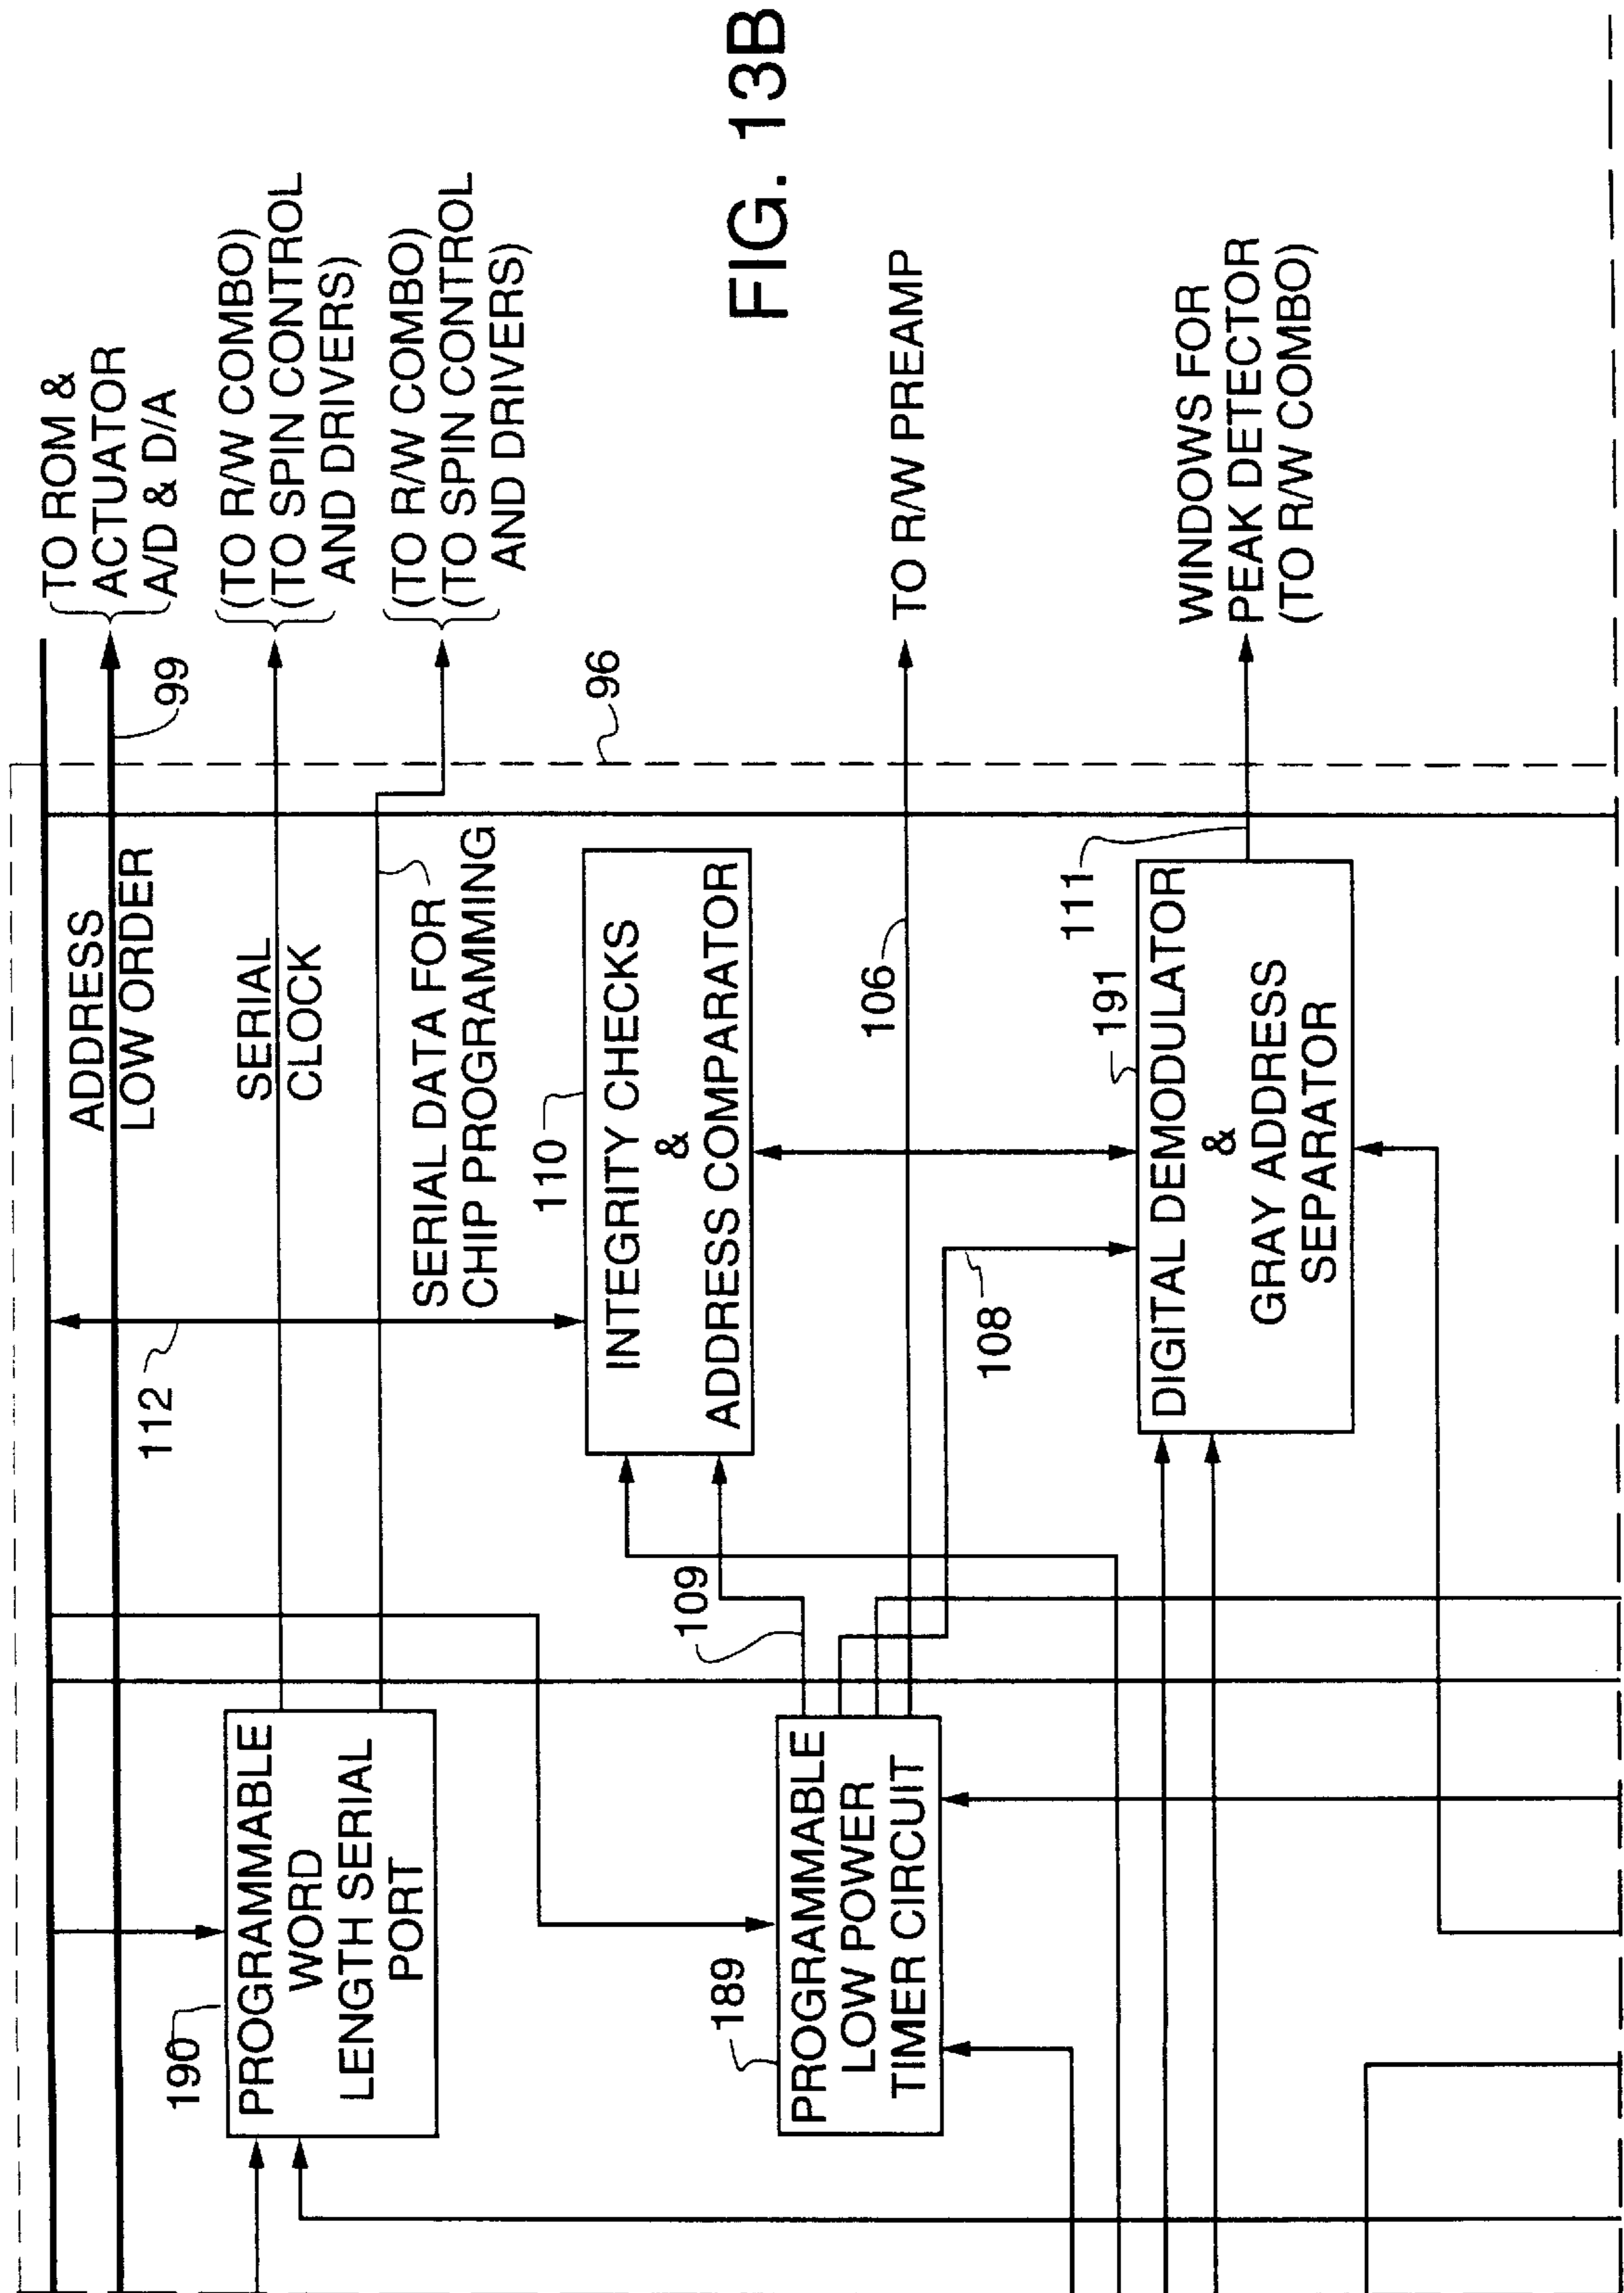 TO ROM &
ACTUATOR
A/D & D/A
99
(TO R/W COMBO)
(TO SPIN CONTROL
AND DRIVERS)
(TO R/W COMBO)
(TO SPIN CONTROL
AND DRIVERS)
FIG. 13B
ADDRESS
LOW ORDER
SERIAL
CLOCK
SERIAL DATA FOR
CHIP PROGRAMMING
96
112
190
PROGRAMMABLE
WORD
LENGTH SERIAL
PORT
110
INTEGRITY CHECKS
&
ADDRESS COMPARATOR
109
189
PROGRAMMABLE
LOW POWER
TIMER CIRCUIT
106
TO R/W PREAMP
108
191
DIGITAL DEMODULATOR
&
GRAY ADDRESS
SEPARATOR
111
WINDOWS FOR
PEAK DETECTOR
(TO R/W COMBO)